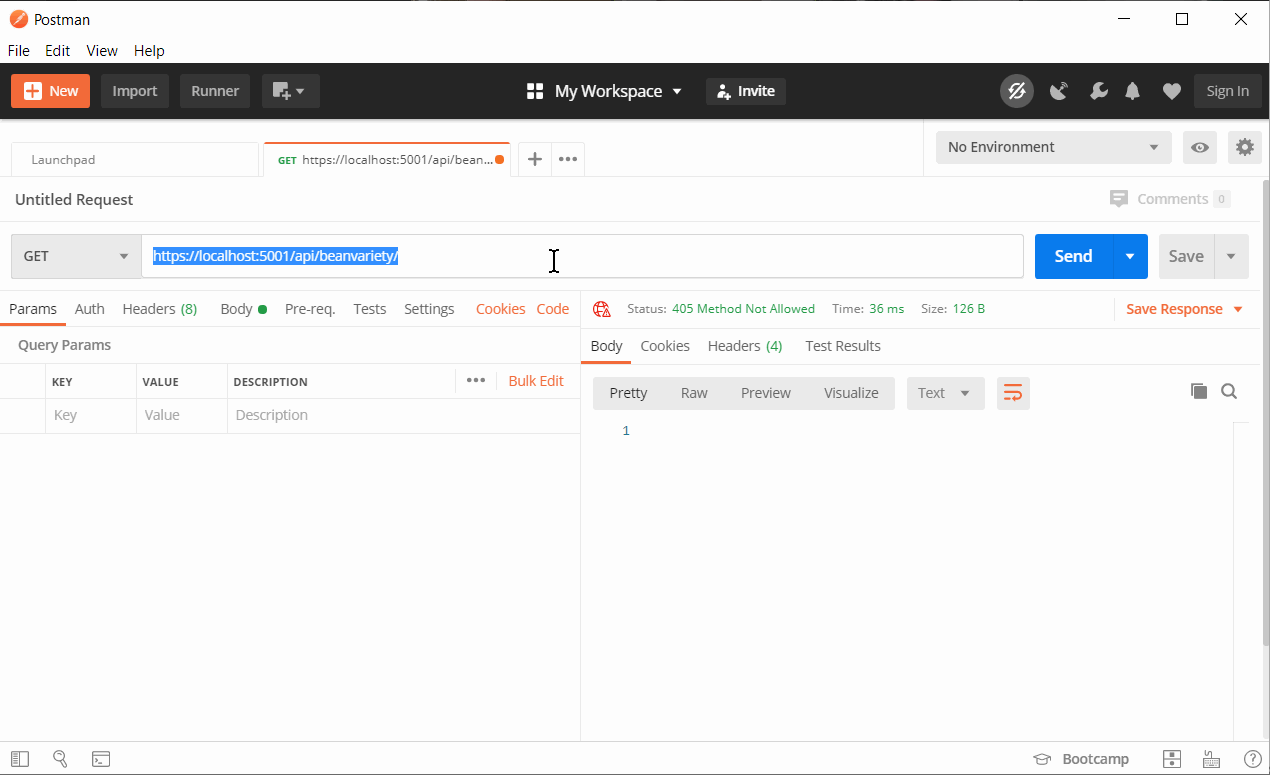 Postman
File Edit View Help
New Import Runner My Workspace Invite Sign In
Launchpad GET https://localhost:5001/api/bean... No Environment
Untitled Request Comments 0
GET https://localhost:5001/api/beanvariety/ Send Save
Params Auth Headers (8) Body Pre-req. Tests Settings Cookies Code Status: 405 Method Not Allowed Time: 36 ms Size: 126 B Save Response
Query Params Body Cookies Headers (4) Test Results
KEY VALUE DESCRIPTION Bulk Edit Pretty Raw Preview Visualize Text
Key Value Description
1
Bootcamp